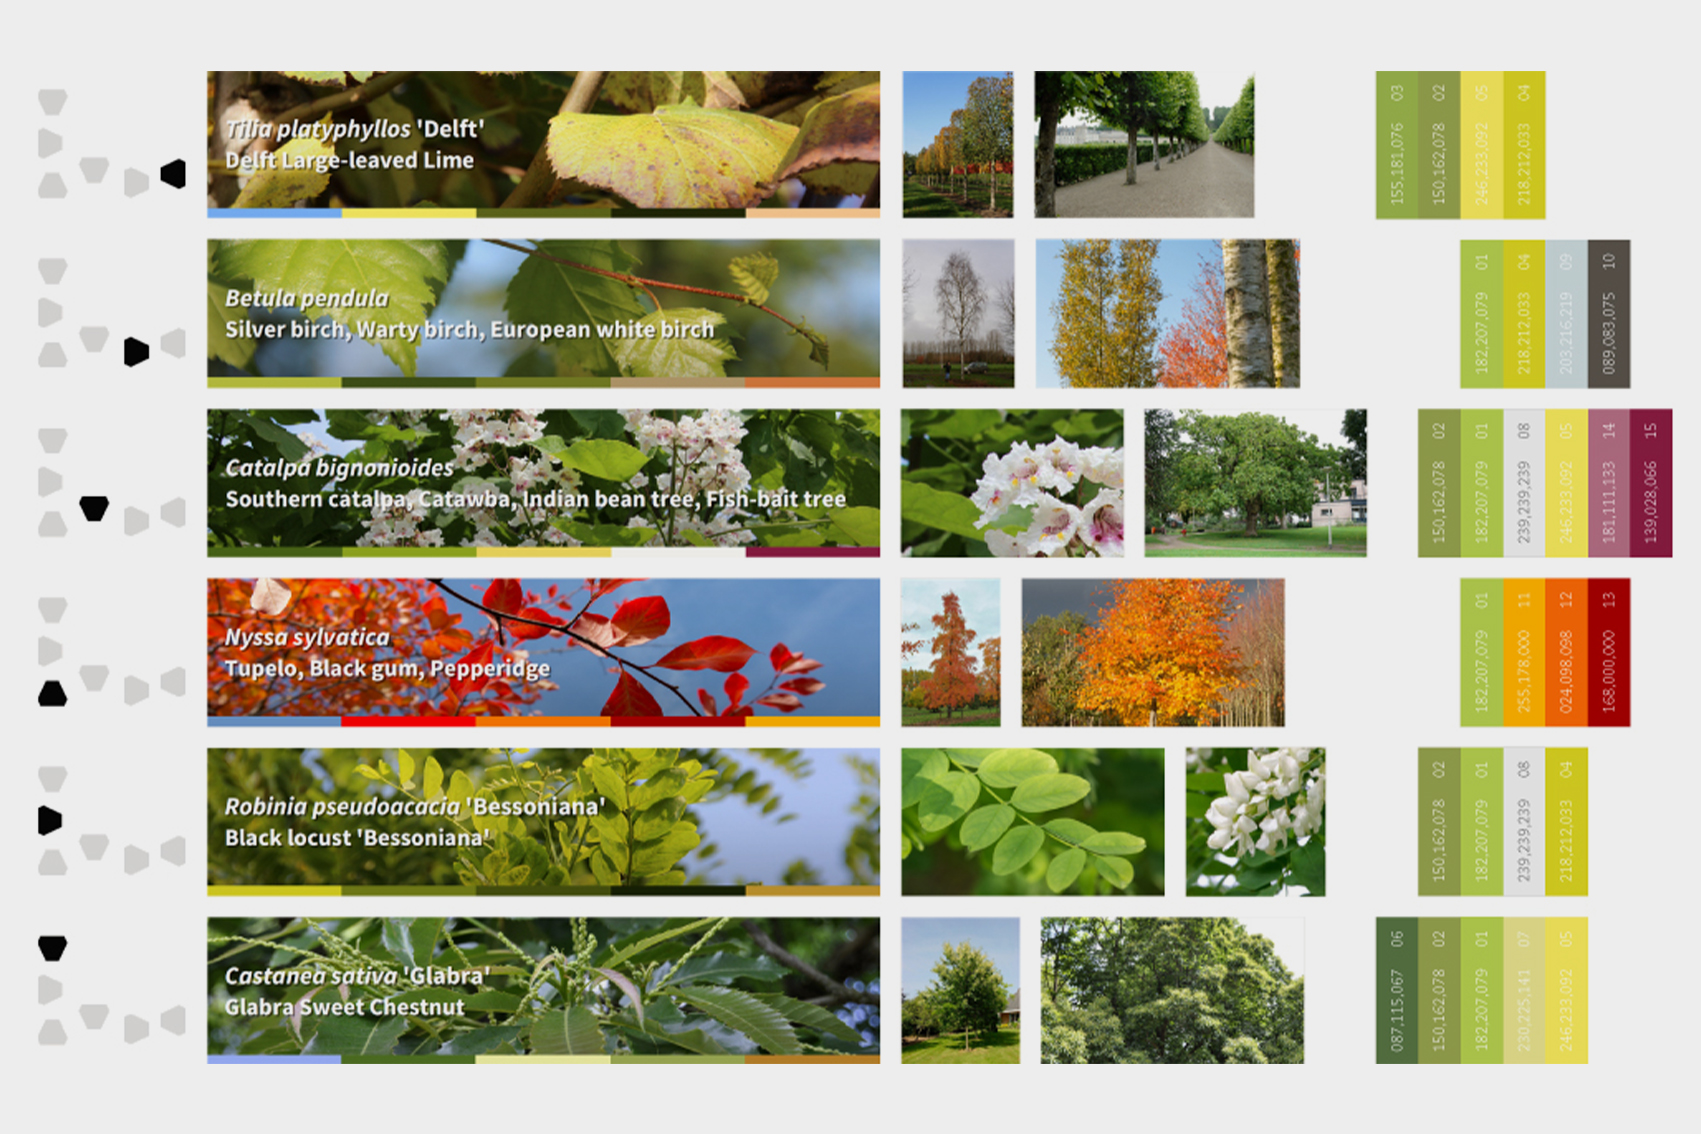 Tilia platyphyllos 'Delft'
Delft Large-leaved Lime
155,181,076 03
150,162,078 02
246,233,092 05
218,212,033 04
Betula pendula
Silver birch, Warty birch, European white birch
182,207,079 01
218,212,033 04
203,216,219 09
089,083,075 10
Catalpa bignonioides
Southern catalpa, Catawba, Indian bean tree, Fish-bait tree
150,162,078 02
182,207,079 01
239,239,239 08
246,233,092 05
181,111,133 14
139,028,066 15
Nyssa sylvatica
Tupelo, Black gum, Pepperidge
182,207,079 01
255,178,000 11
024,098,098 12
168,000,000 13
Robinia pseudoacacia 'Bessoniana'
Black locust 'Bessoniana'
150,162,078 02
182,207,079 01
239,239,239 08
218,212,033 04
Castanea sativa 'Glabra'
Glabra Sweet Chestnut
087,115,067 06
150,162,078 02
182,207,079 01
230,225,141 07
246,233,092 05